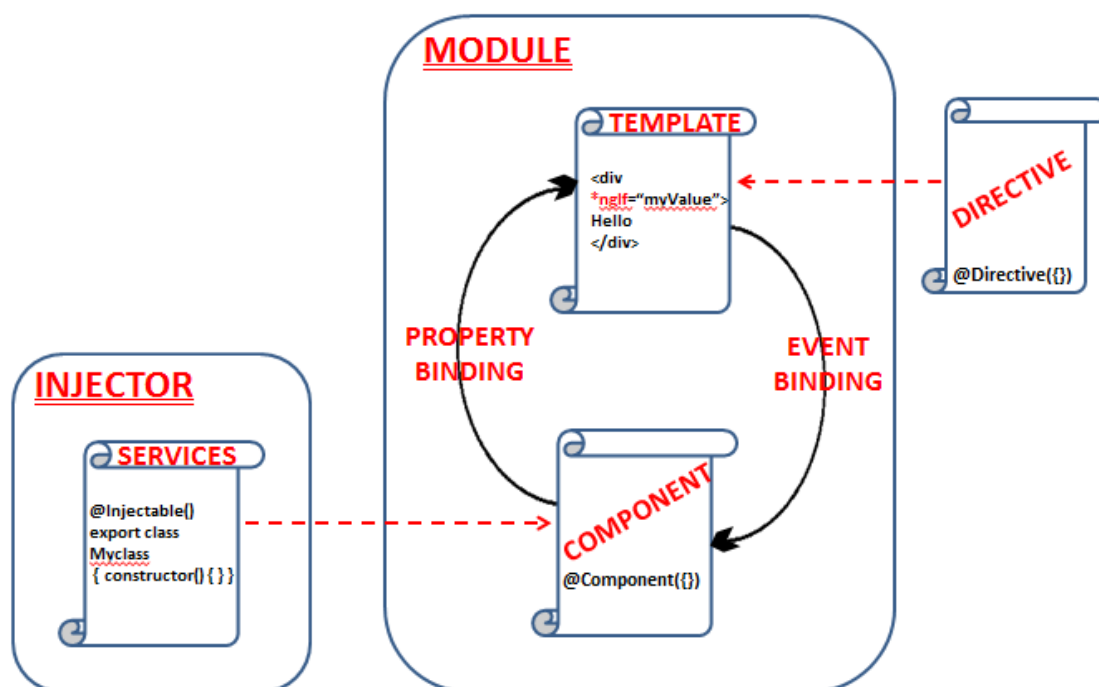 MODULE
TEMPLATE
<div
*ngIf=“myValue”>
Hello
</div>
DIRECTIVE
@Directive({})
PROPERTY
BINDING
EVENT
BINDING
INJECTOR
SERVICES
@Injectable()
export class
Myclass
{ constructor() { } }
COMPONENT
@Component({})